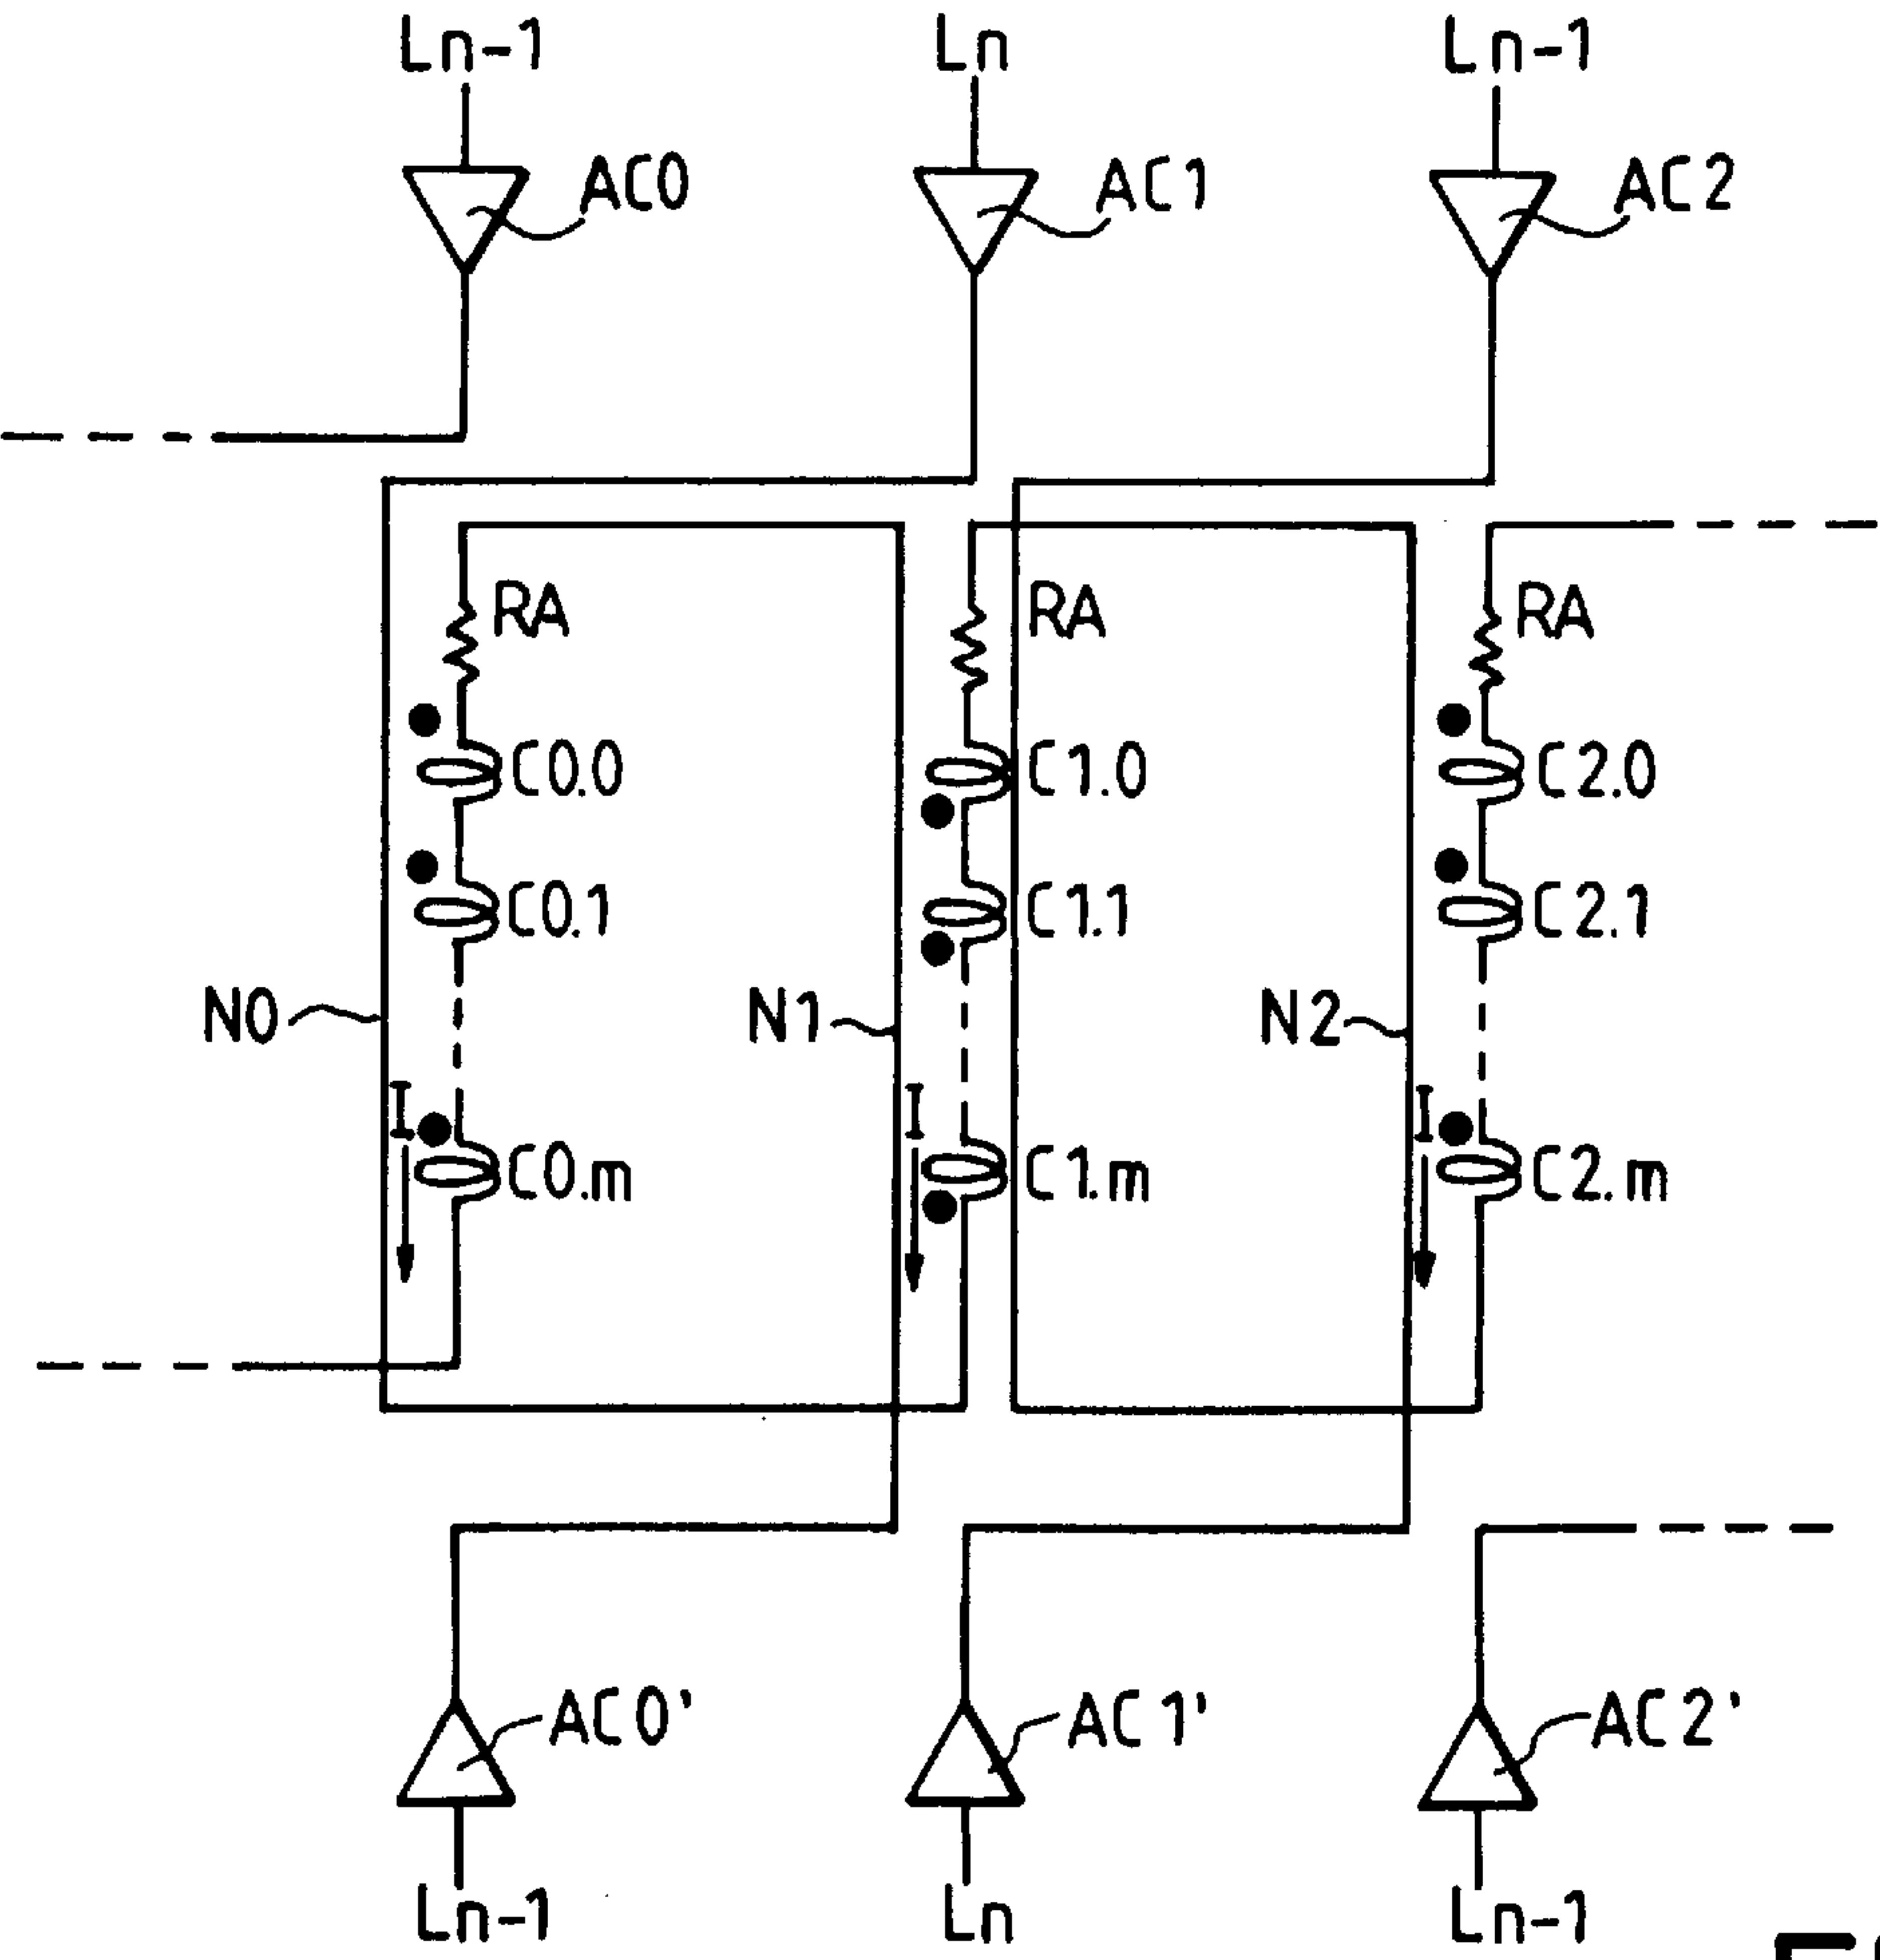 Ln-1 Ln Ln-1
AC0 AC1 AC2
RA RA RA
C0.0 C1.0 C2.0
C0.1 C1.1 C2.1
N0 N1 N2
I I I
C0.m C1.m C2.m
AC0' AC1' AC2'
Ln-1 Ln Ln-1